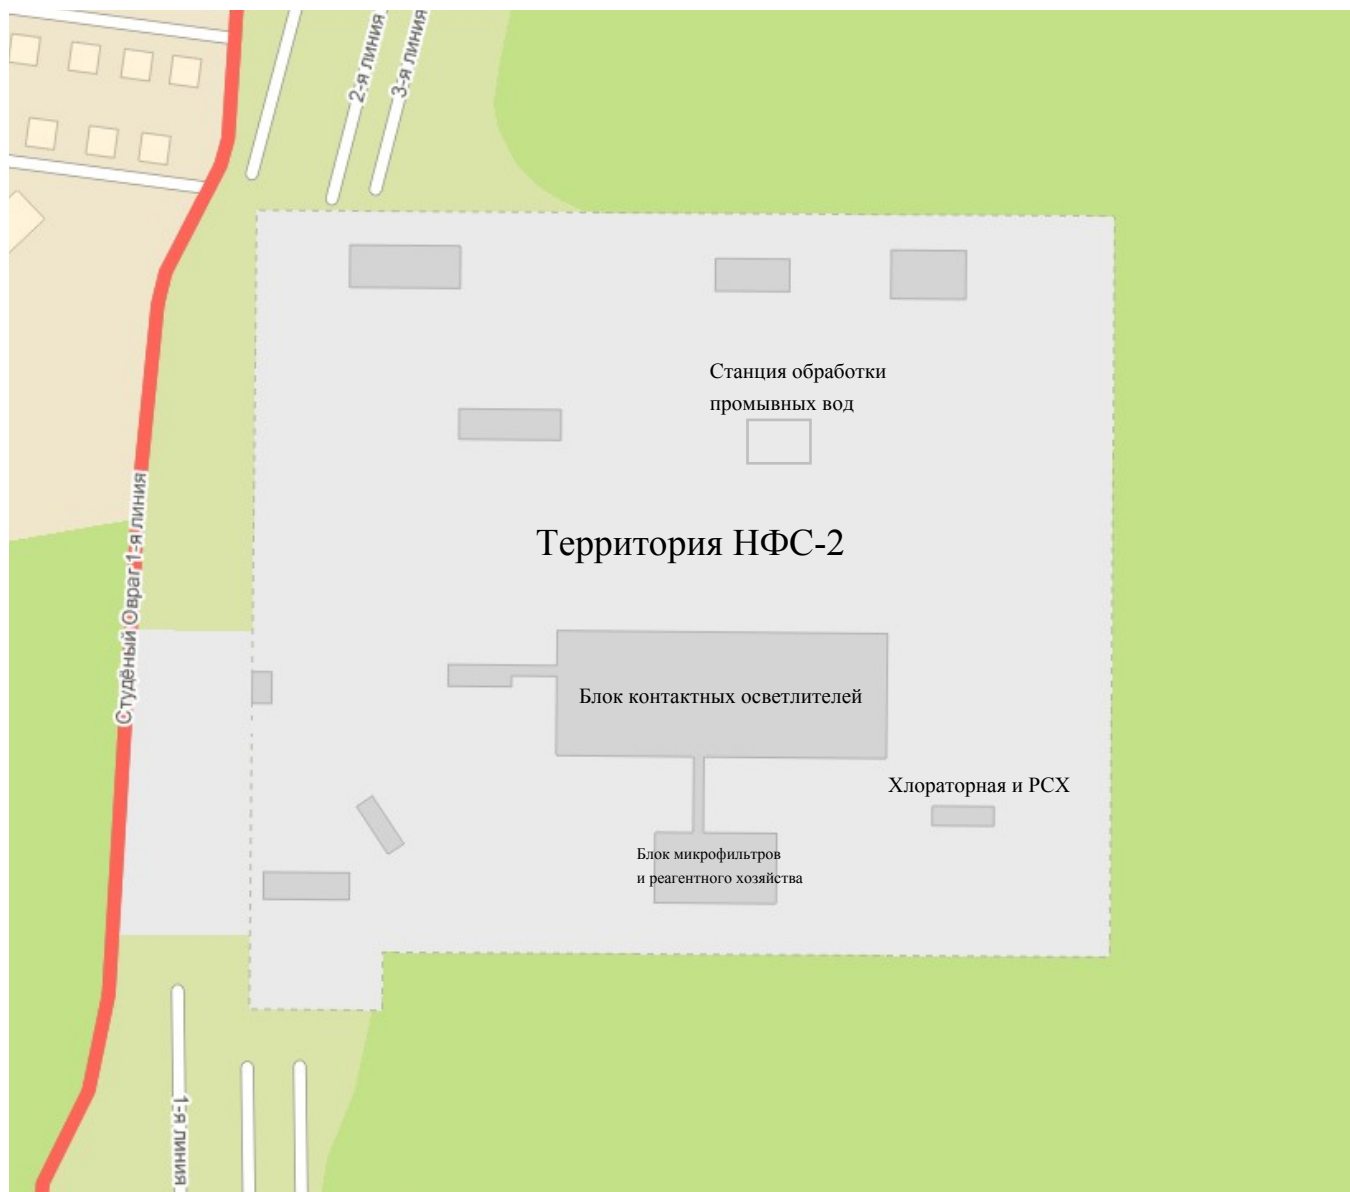 2-я линия
3-я линия
Станция обработки
промывных вод
Студёный Овраг 1-я линия
Территория НФС-2
Блок контактных осветлителей
Хлораторная и РСХ
Блок микрофильтров
и реагентного хозяйства
1-я линия